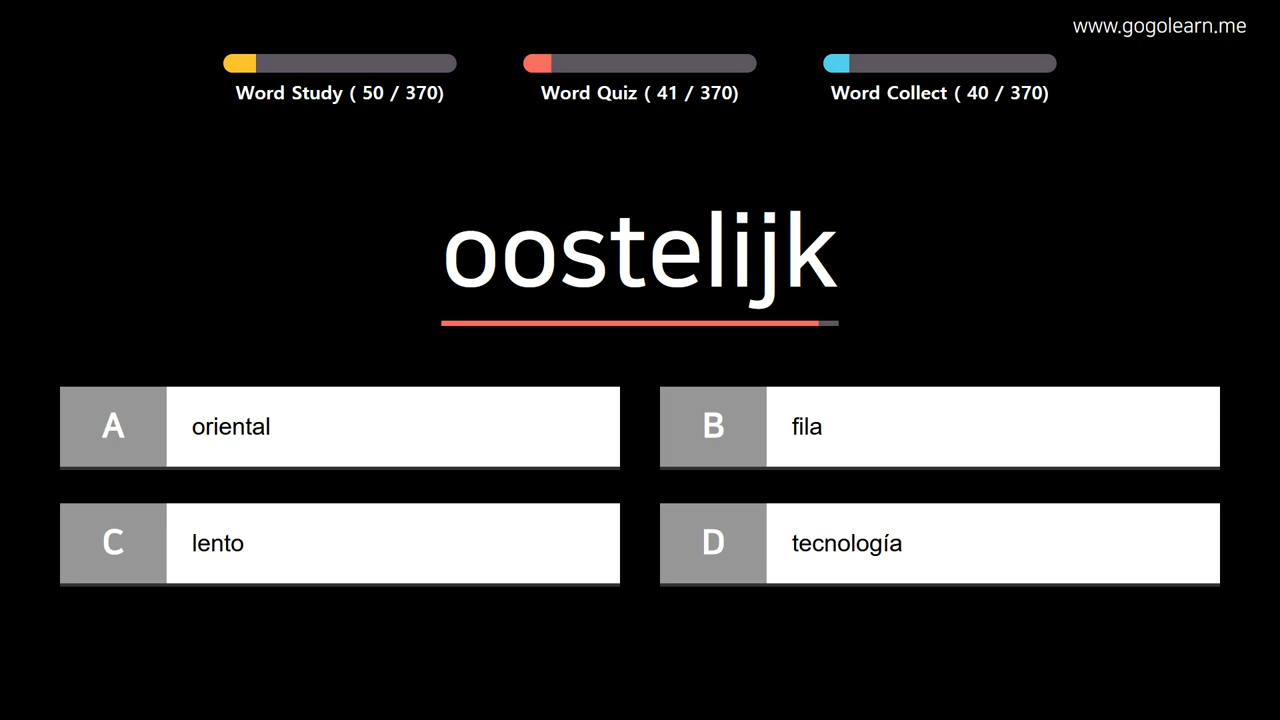 www.gogolearn.me
Word Study ( 50 / 370)
Word Quiz ( 41 / 370)
Word Collect ( 40 / 370)
oostelijk
A oriental
B fila
C lento
D tecnología